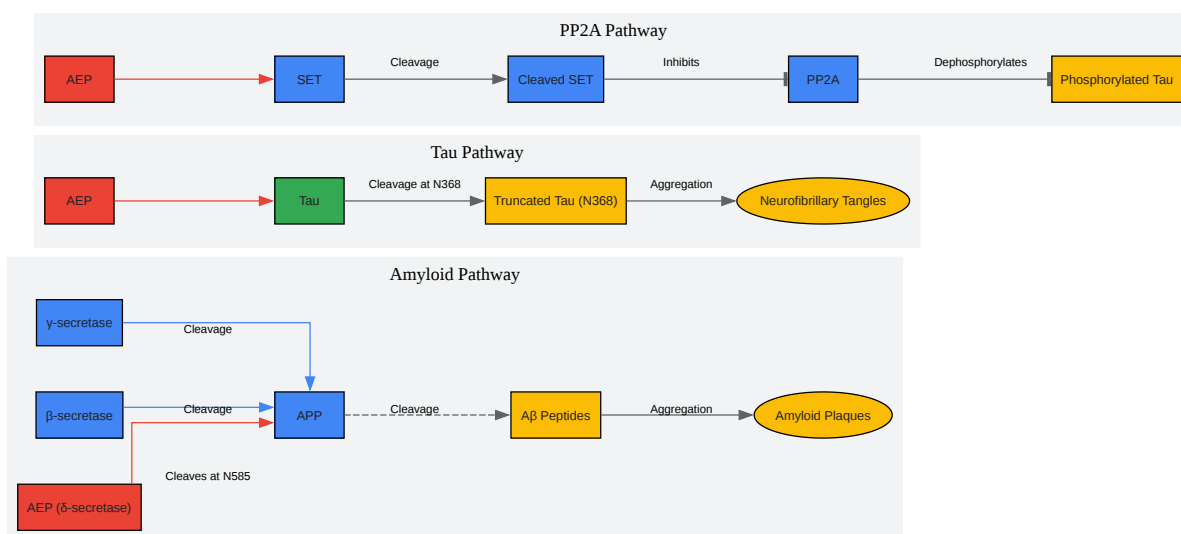 PP2A Pathway
AEP
SET
Cleavage
Cleaved SET
Inhibits
PP2A
Dephosphorylates
Phosphorylated Tau
Tau Pathway
AEP
Tau
Cleavage at N368
Truncated Tau (N368)
Aggregation
Neurofibrillary Tangles
Amyloid Pathway
γ-secretase
Cleavage
β-secretase
Cleavage
APP
Cleavage
Aβ Peptides
Aggregation
Amyloid Plaques
Cleaves at N585
AEP (δ-secretase)